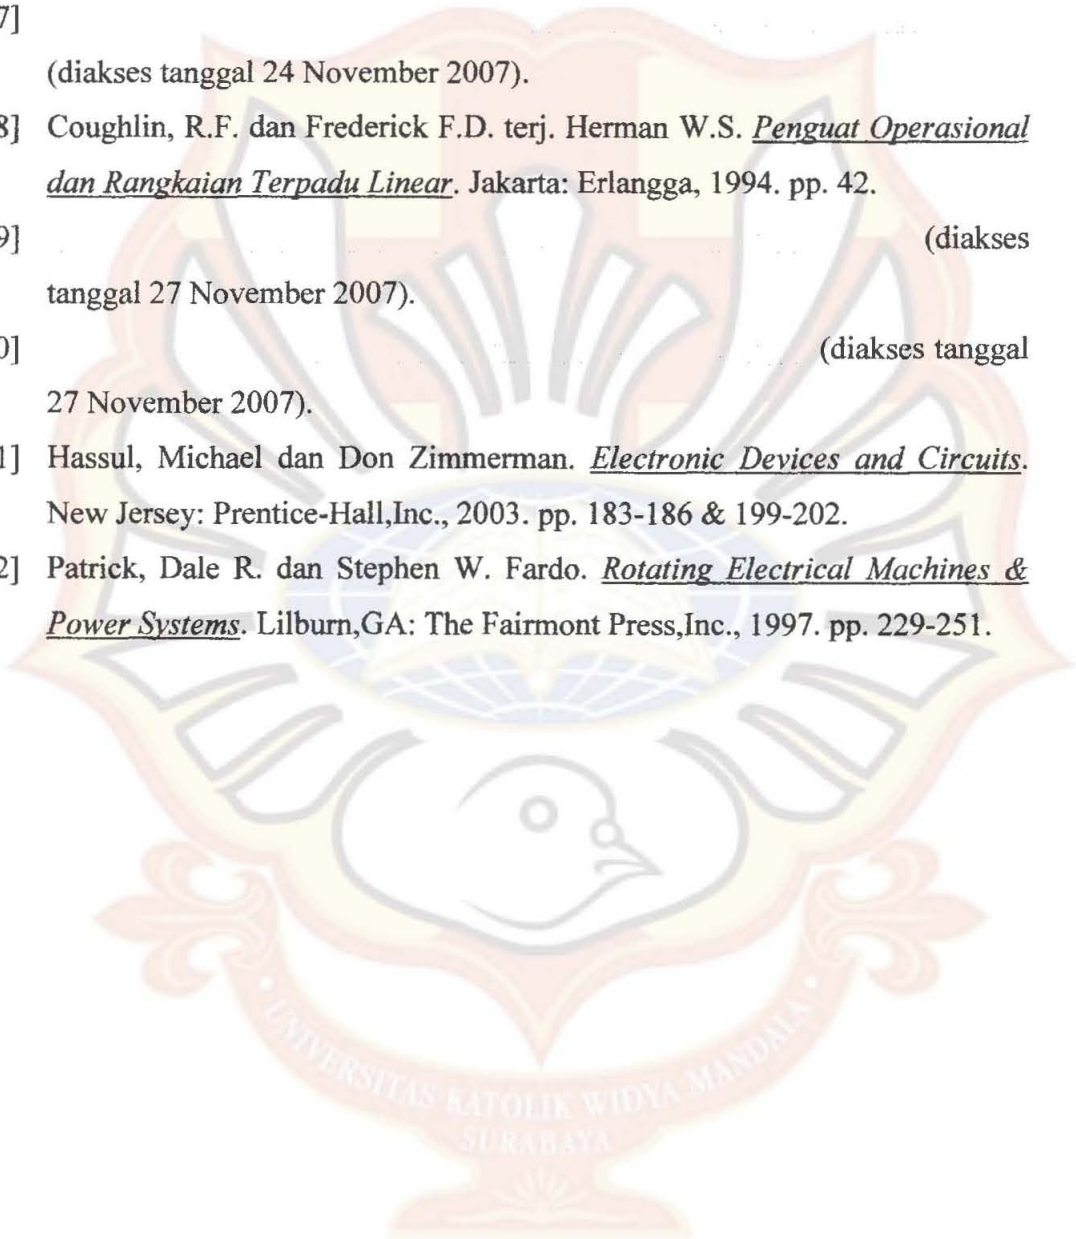 7]
(diakses tanggal 24 November 2007).
8] Coughlin, R.F. dan Frederick F.D. terj. Herman W.S. Penguat Operasional
dan Rangkaian Terpadu Linear. Jakarta: Erlangga, 1994. pp. 42.
9] (diakses
tanggal 27 November 2007).
0] (diakses tanggal
27 November 2007).
1] Hassul, Michael dan Don Zimmerman. Electronic Devices and Circuits.
New Jersey: Prentice-Hall,Inc., 2003. pp. 183-186 & 199-202.
2] Patrick, Dale R. dan Stephen W. Fardo. Rotating Electrical Machines &
Power Systems. Lilburn,GA: The Fairmont Press,Inc., 1997. pp. 229-251.
UNIVERSITAS KATOLIK WIDYA MANDALA
SURABAYA